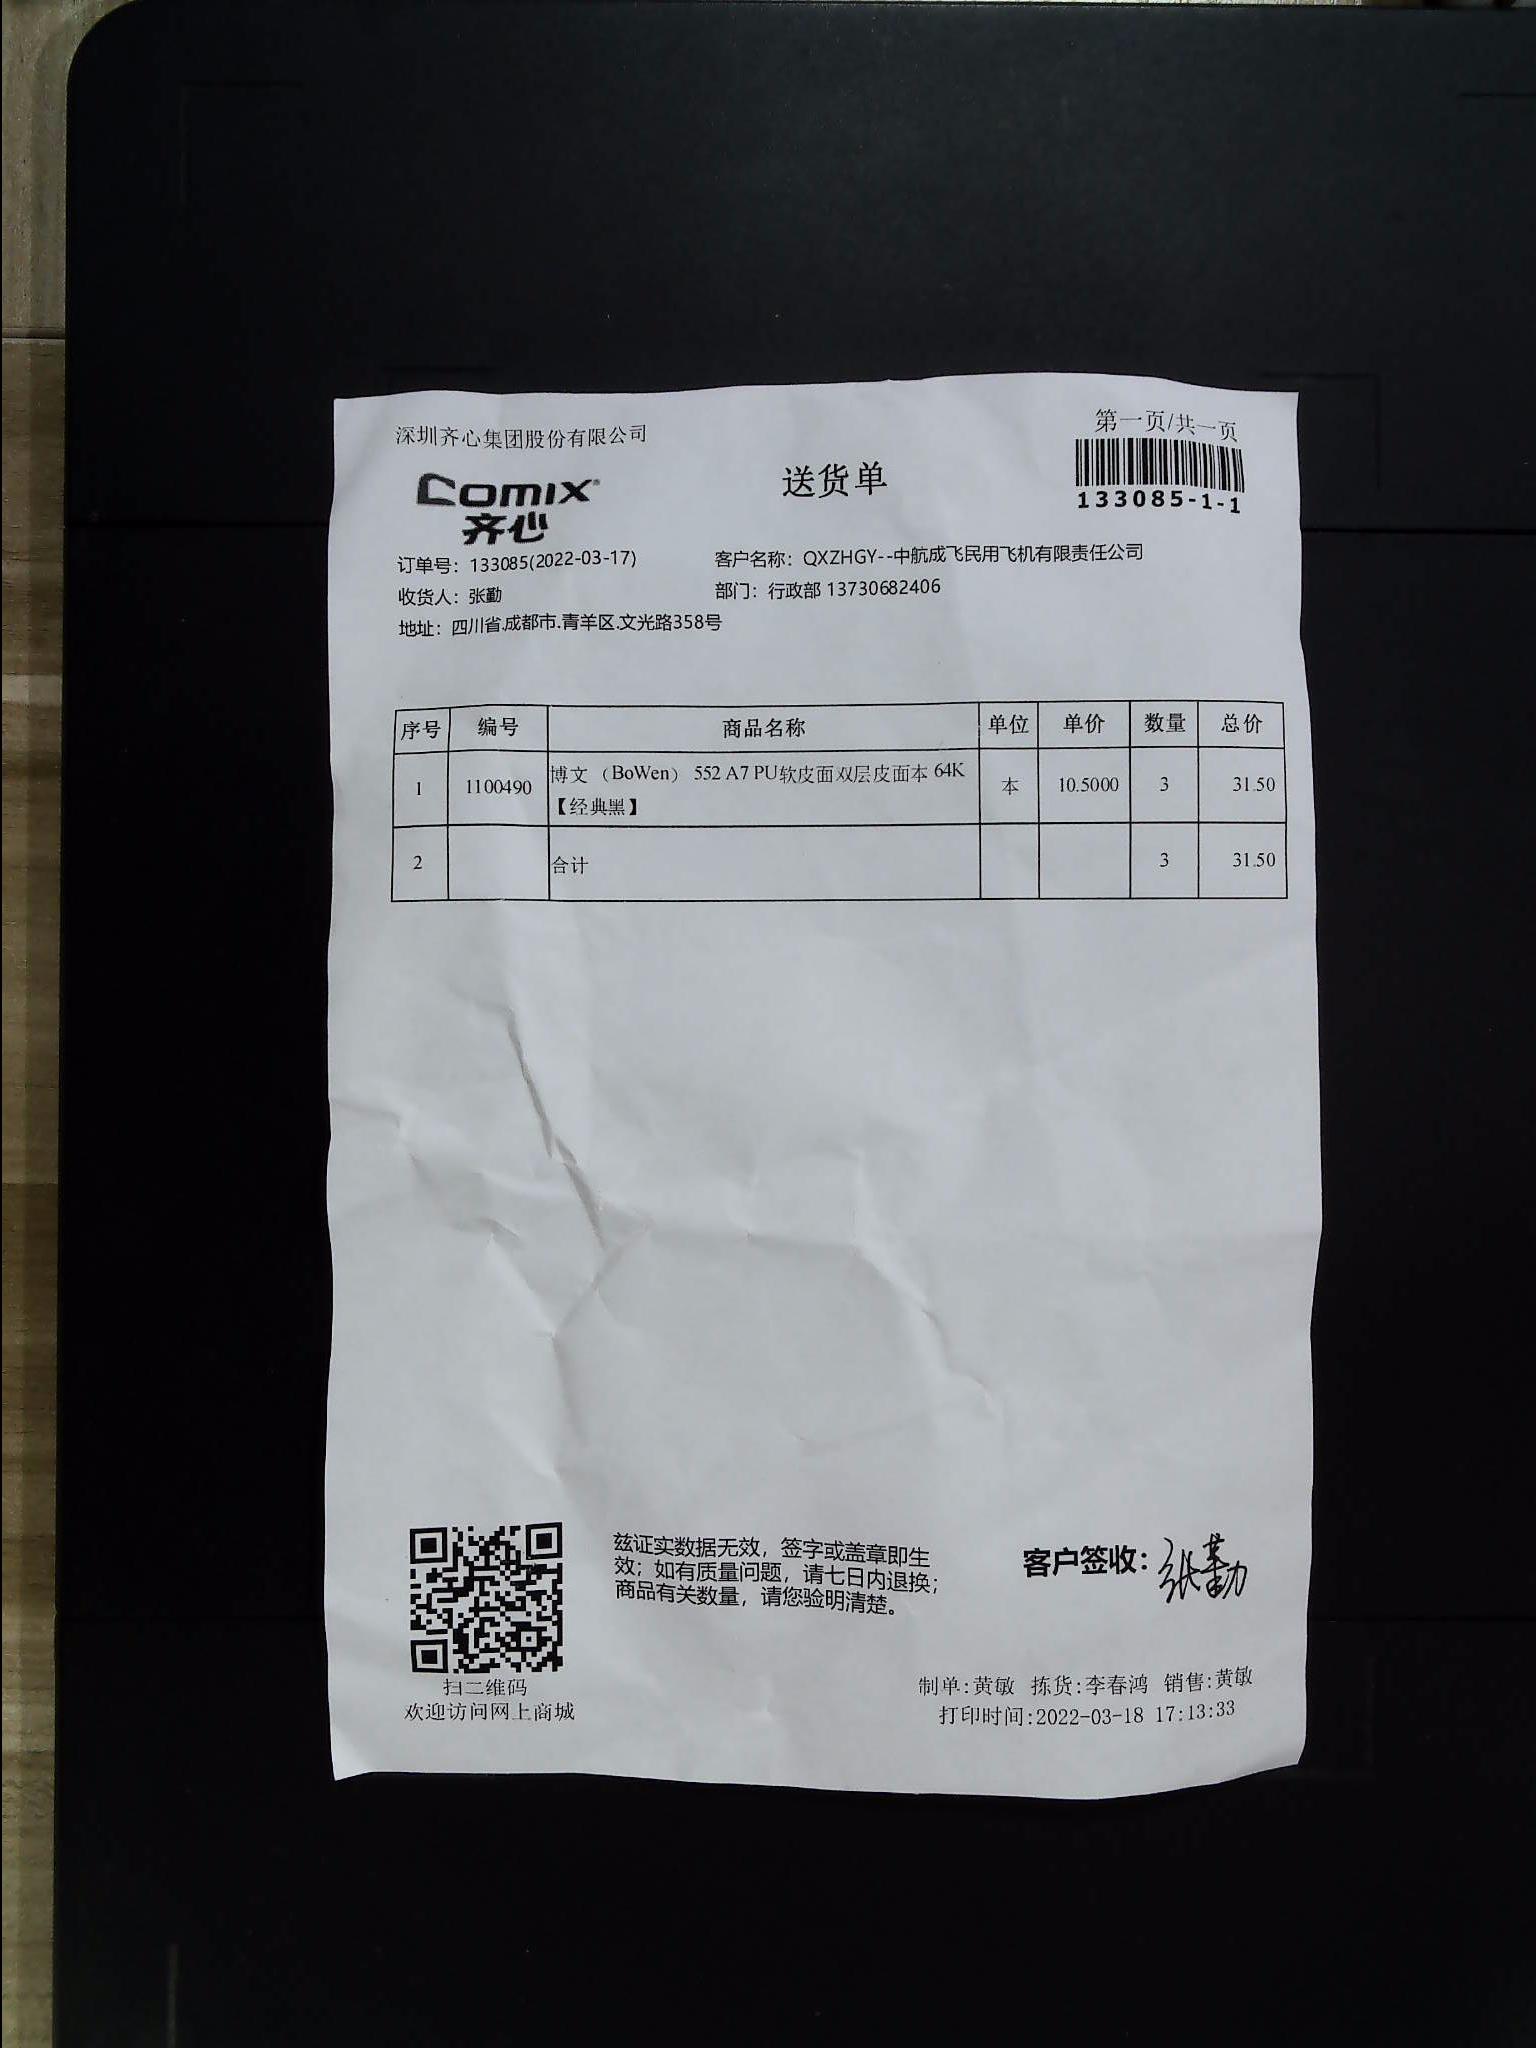 深圳齐心集团股份有限公司
第一页/共一页
comix
齐心
送货单
133085-1-1
订单号：133085(2022-03-17)
客户名称：QXZHGY--中航成飞民用飞机有限责任公司
收货人：张勤
部门：行政部 13730682406
地址：四川省.成都市.青羊区.文光路358号
序号 编号 商品名称 单位 单价 数量 总价
1 1100490 博文（BoWen） 552 A7 PU软皮面双层皮面本 64K 本 10.5000 3 31.50
【经典黑】
2 合计 3 31.50
兹证实数据无效，签字或盖章即生
效；如有质量问题，请七日内退换；
商品有关数量，请您验明清楚。
客户签收：张勤
扫二维码
欢迎访问网上商城
制单:黄敏 拣货:李春鸿 销售:黄敏
打印时间:2022-03-18 17:13:33